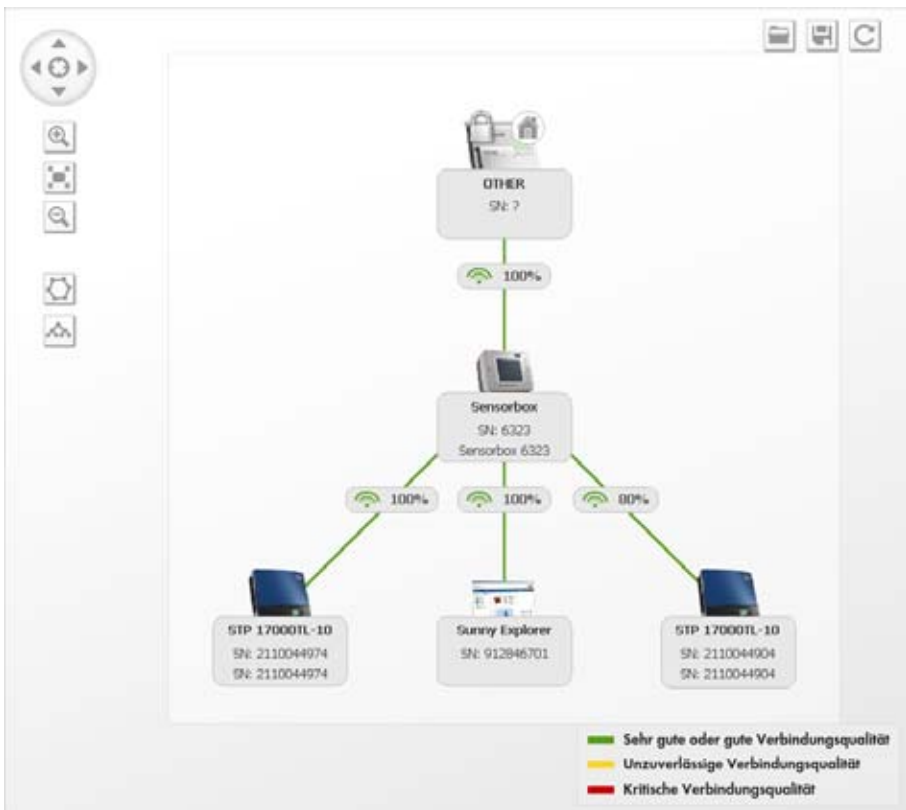 OTHER
SN: ?
100%
Sensorbox
SN: 6323
Sensorbox 6323
100%
100%
80%
STP 17000TL-10
SN: 2110044974
SN: 2110044974
Sunny Explorer
SN: 912846701
STP 17000TL-10
SN: 2110044904
SN: 2110044904
Sehr gute oder gute Verbindungsqualität
Unzuverlässige Verbindungsqualität
Kritische Verbindungsqualität